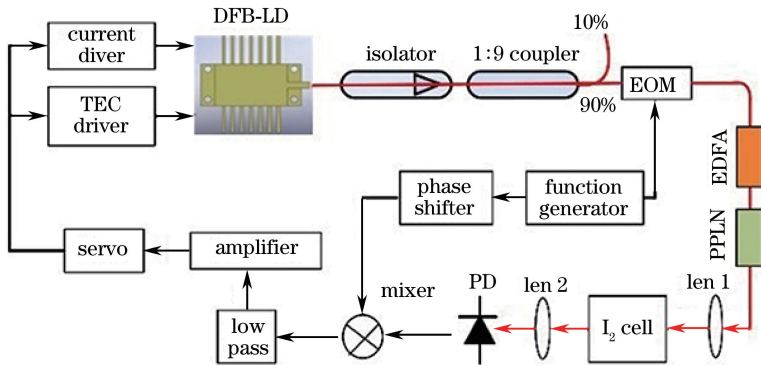 DFB-LD
10%
current
diver
isolator
1:9 coupler
90%
EOM
TEC
driver
EDFA
phase
shifter
function
generator
PPLN
servo
amplifier
mixer
PD
len 2
len 1
I₂ cell
low
pass